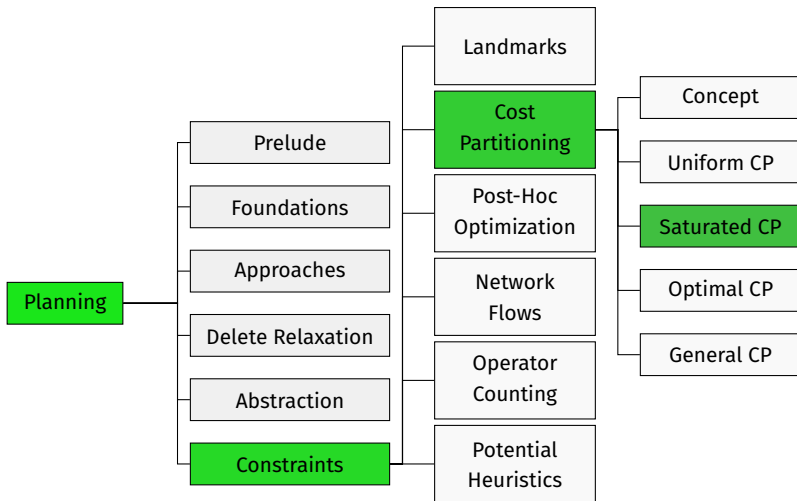 Planning
Prelude
Foundations
Approaches
Delete Relaxation
Abstraction
Constraints
Landmarks
Cost
Partitioning
Post-Hoc
Optimization
Network
Flows
Operator
Counting
Potential
Heuristics
Concept
Uniform CP
Saturated CP
Optimal CP
General CP